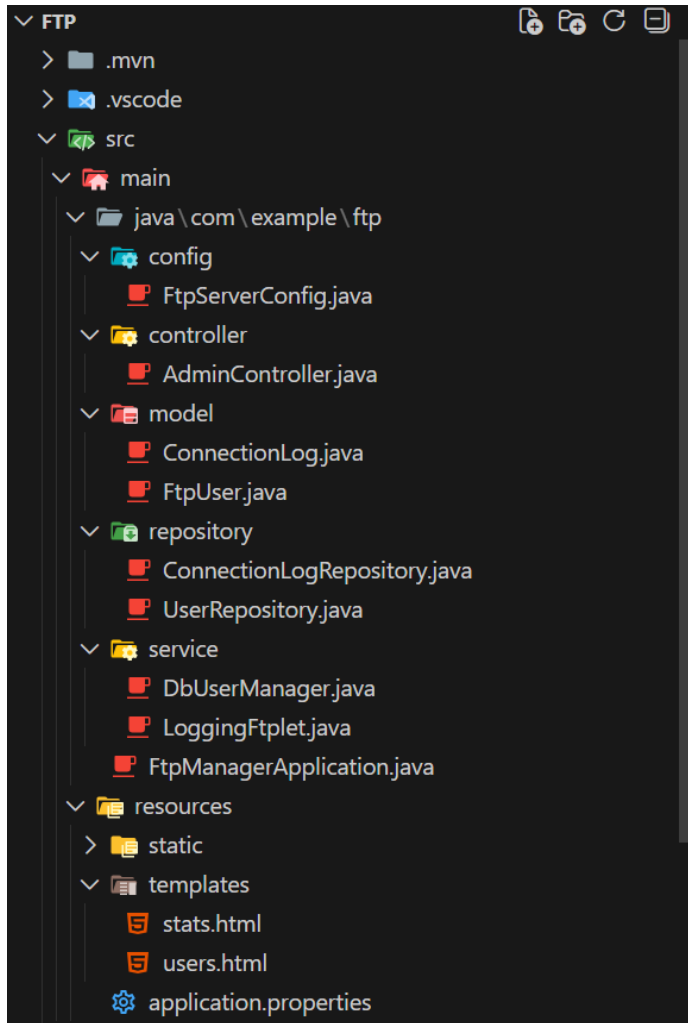 FTP
.mvn
.vscode
src
main
java\com\example\ftp
config
FtpServerConfig.java
controller
AdminController.java
model
ConnectionLog.java
FtpUser.java
repository
ConnectionLogRepository.java
UserRepository.java
service
DbUserManager.java
LoggingFtplet.java
FtpManagerApplication.java
resources
static
templates
stats.html
users.html
application.properties